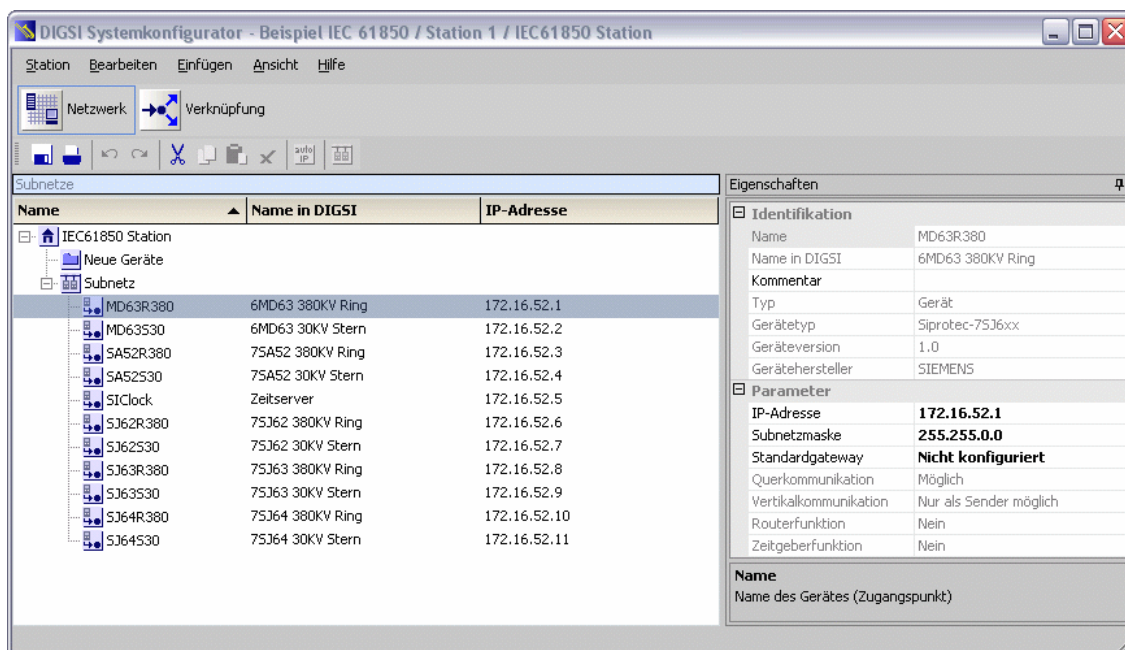 DIGSI Systemkonfigurator - Beispiel IEC 61850 / Station 1 / IEC61850 Station
Station Bearbeiten Einfügen Ansicht Hilfe
Netzwerk Verknüpfung
auto IP
Subnetze
Name Name in DIGSI IP-Adresse
IEC61850 Station
Neue Geräte
Subnetz
MD63R380 6MD63 380KV Ring 172.16.52.1
MD63S30 6MD63 30KV Stern 172.16.52.2
SA52R380 7SA52 380KV Ring 172.16.52.3
SA52S30 7SA52 30KV Stern 172.16.52.4
SIClock Zeitserver 172.16.52.5
SJ62R380 7SJ62 380KV Ring 172.16.52.6
SJ62S30 7SJ62 30KV Stern 172.16.52.7
SJ63R380 7SJ63 380KV Ring 172.16.52.8
SJ63S30 7SJ63 30KV Stern 172.16.52.9
SJ64R380 7SJ64 380KV Ring 172.16.52.10
SJ64S30 7SJ64 30KV Stern 172.16.52.11
Eigenschaften
Identifikation
Name MD63R380
Name in DIGSI 6MD63 380KV Ring
Kommentar
Typ Gerät
Gerätetyp Siprotec-7SJ6xx
Geräteversion 1.0
Gerätehersteller SIEMENS
Parameter
IP-Adresse 172.16.52.1
Subnetzmaske 255.255.0.0
Standardgateway Nicht konfiguriert
Querkommunikation Möglich
Vertikalkommunikation Nur als Sender möglich
Routerfunktion Nein
Zeitgeberfunktion Nein
Name
Name des Gerätes (Zugangspunkt)